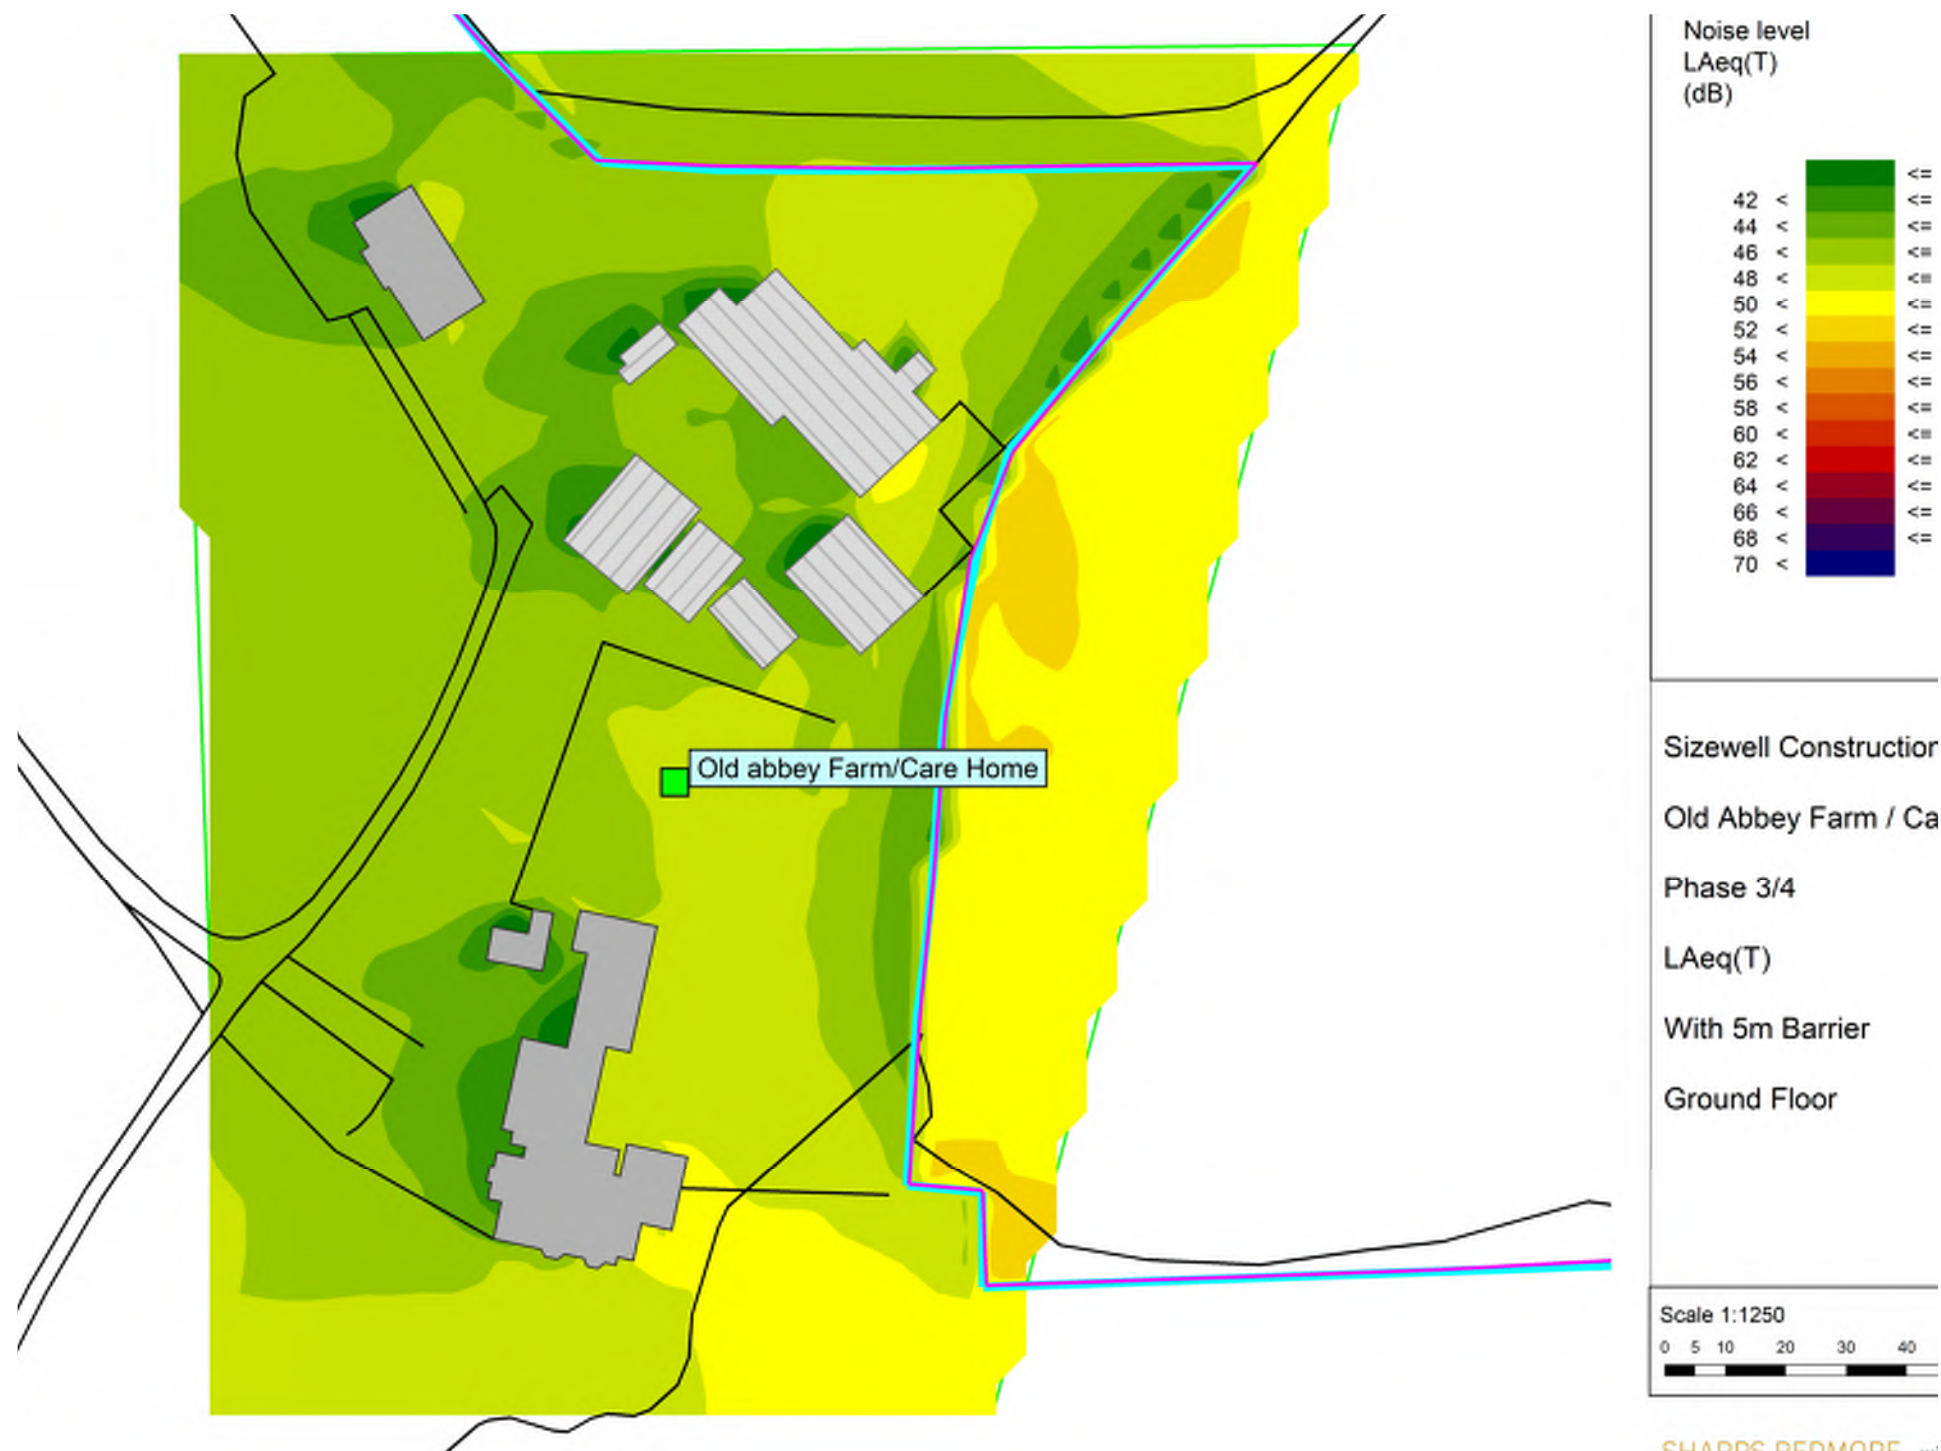 Noise level
LAeq(T)
(dB)
<=
42 < <=
44 < <=
46 < <=
48 < <=
50 < <=
52 < <=
54 < <=
56 < <=
58 < <=
60 < <=
62 < <=
64 < <=
66 < <=
68 < <=
70 <
Old abbey Farm/Care Home
Sizewell Construction
Old Abbey Farm / Ca
Phase 3/4
LAeq(T)
With 5m Barrier
Ground Floor
Scale 1:1250
0 5 10 20 30 40
SHARPS REDMORE